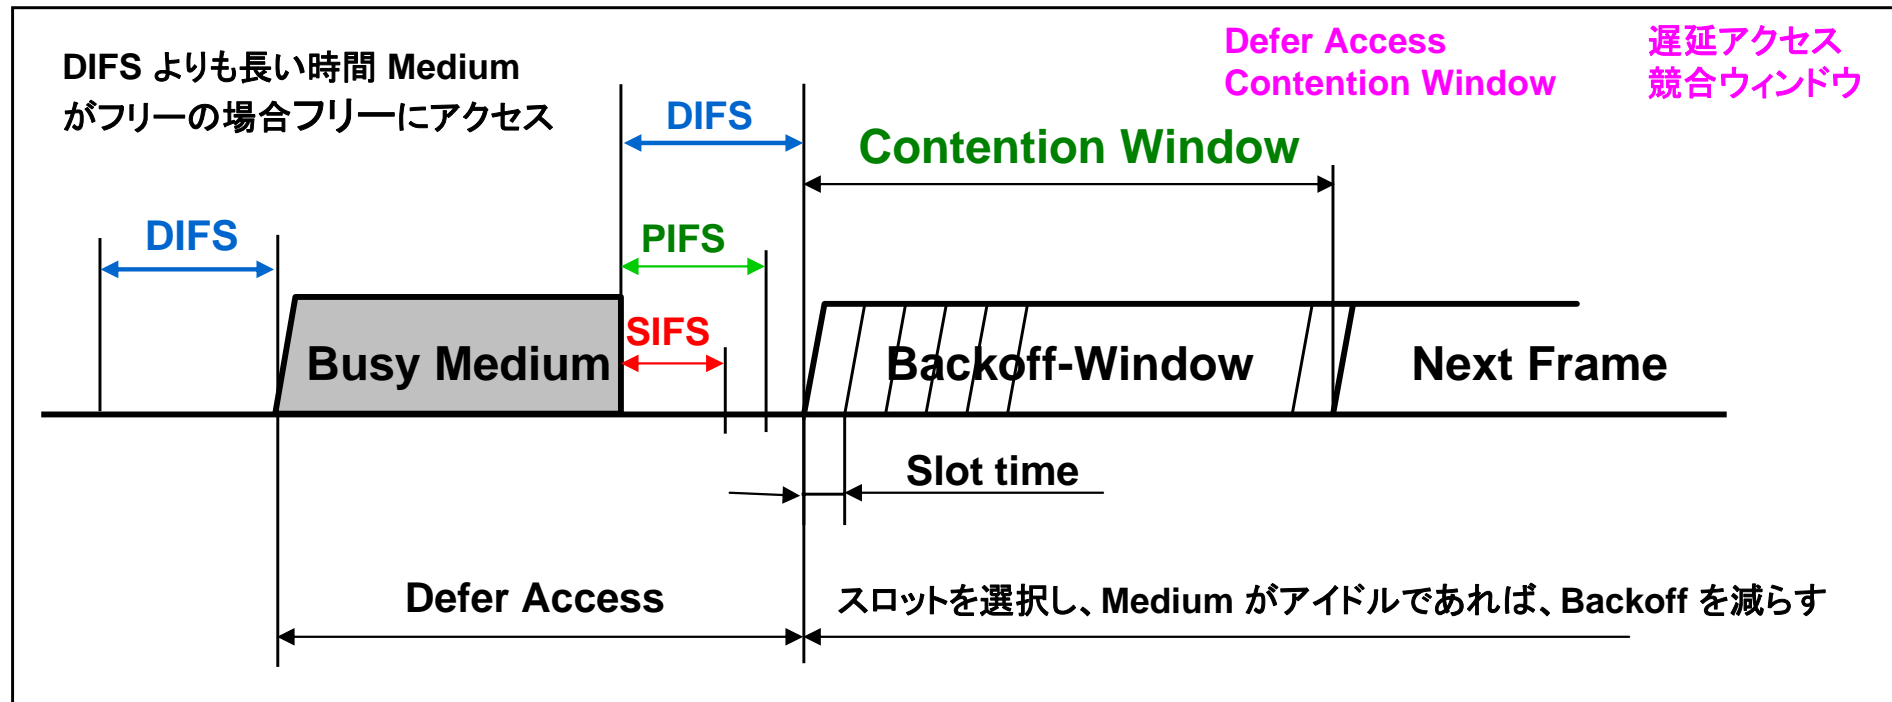 DIFS よりも長い時間 Medium
がフリーの場合フリーにアクセス
Defer Access 遅延アクセス
Contention Window 競合ウィンドウ
DIFS
Contention Window
DIFS
PIFS
SIFS
Busy Medium
Backoff-Window
Next Frame
Slot time
Defer Access
スロットを選択し、Medium がアイドルであれば、Backoff を減らす